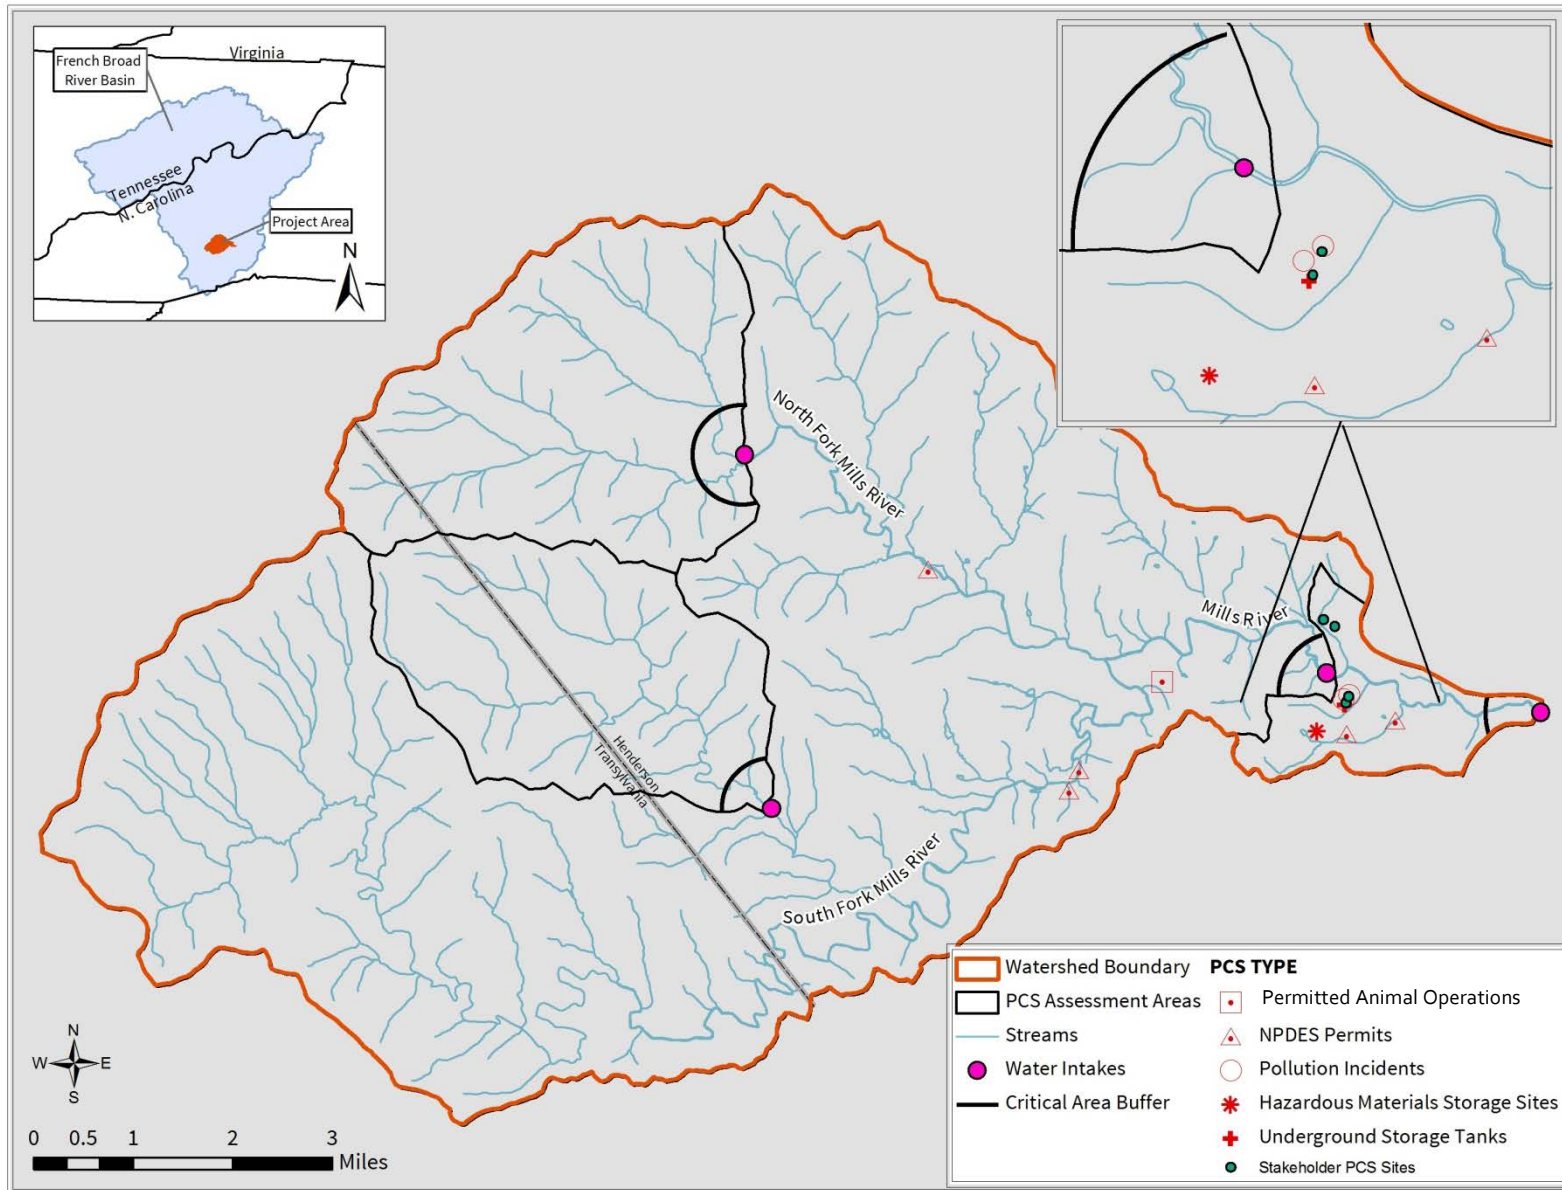 Virginia
French Broad
River Basin
Tennessee
N. Carolina
Project Area
N
North Fork Mills River
Mills River
Henderson
Transylvania
South Fork Mills River
N
W
E
S
0 0.5 1 2 3
Miles
Watershed Boundary
PCS Assessment Areas
Streams
Water Intakes
Critical Area Buffer
PCS TYPE
Permitted Animal Operations
NPDES Permits
Pollution Incidents
Hazardous Materials Storage Sites
Underground Storage Tanks
Stakeholder PCS Sites